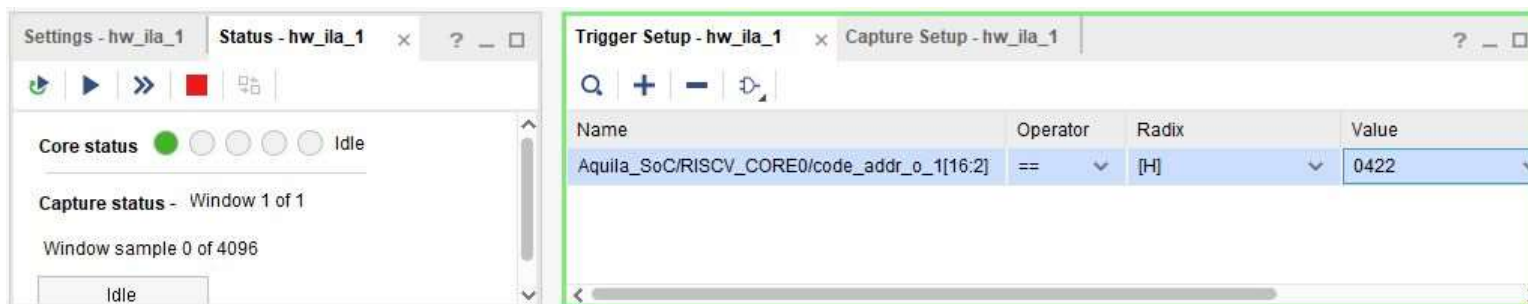 Settings - hw_ila_1
Status - hw_ila_1
Core status Idle
Capture status - Window 1 of 1
Window sample 0 of 4096
Idle
Trigger Setup - hw_ila_1
Capture Setup - hw_ila_1
Name Operator Radix Value
Aquila_SoC/RISCV_CORE0/code_addr_o_1[16:2] == [H] 0422